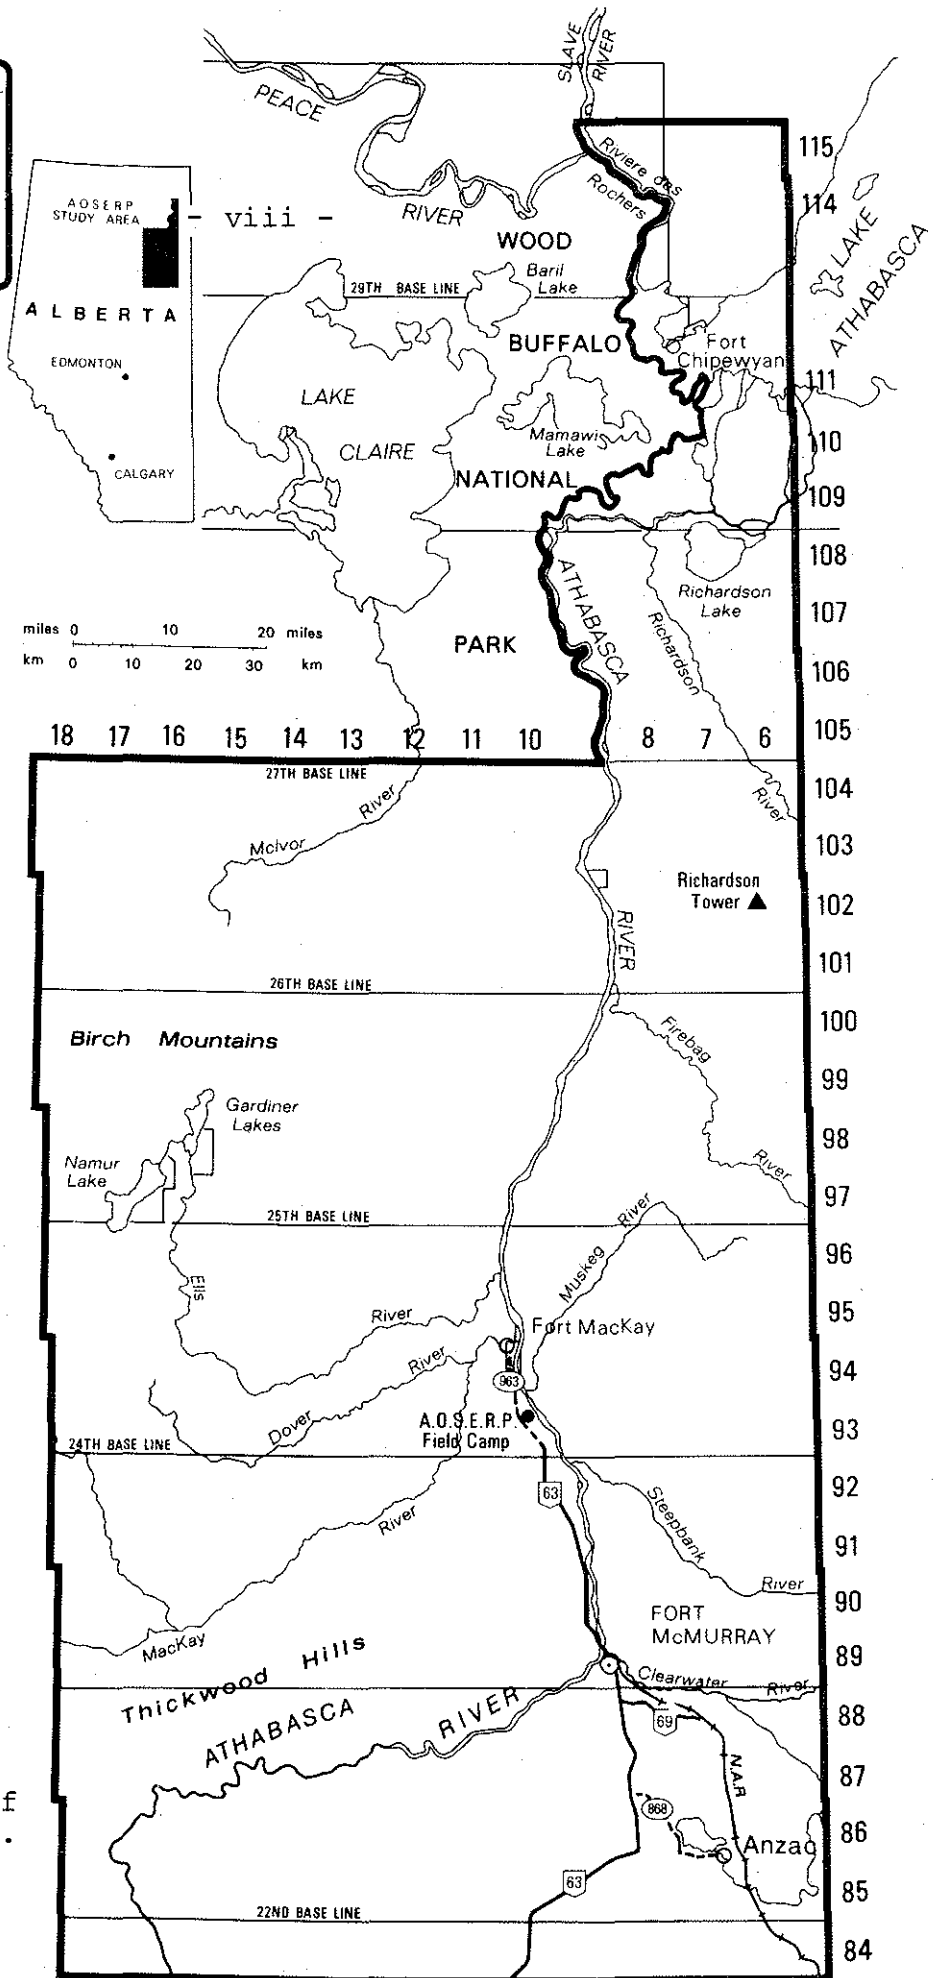 SLAVE RIVER
PEACE
RIVER
Riviere des
Rochers
115
114
LAKE
ATHABASCA
AOSERP
STUDY AREA
- viii -
ALBERTA
EDMONTON
CALGARY
WOOD
Baril
Lake
29TH BASE LINE
BUFFALO
Fort
Chipewyan
111
LAKE
CLAIRE
110
Mamawi
Lake
NATIONAL
109
108
ATHABASCA
Richardson
Lake
107
Richardson
miles 0 10 20 miles
km 0 10 20 30 km
PARK
106
105
18 17 16 15 14 13 12 11 10 8 7 6
27TH BASE LINE
104
River
River
McIvor
103
Richardson
Tower
102
RIVER
101
26TH BASE LINE
100
Birch Mountains
Firebag
99
Gardiner
Lakes
98
Namur
Lake
River
97
25TH BASE LINE
River
96
Muskeg
Ells
95
River
Fort MacKay
River
94
963
Dover
A.O.S.E.R.P.
Field Camp
93
24TH BASE LINE
92
63
Steepbank
River
91
River
90
FORT
McMURRAY
MacKay
89
Thickwood Hills
Clearwater River
88
ATHABASCA RIVER
69
N.A.R
87
868
f
.
86
Anzac
63
85
22ND BASE LINE
84